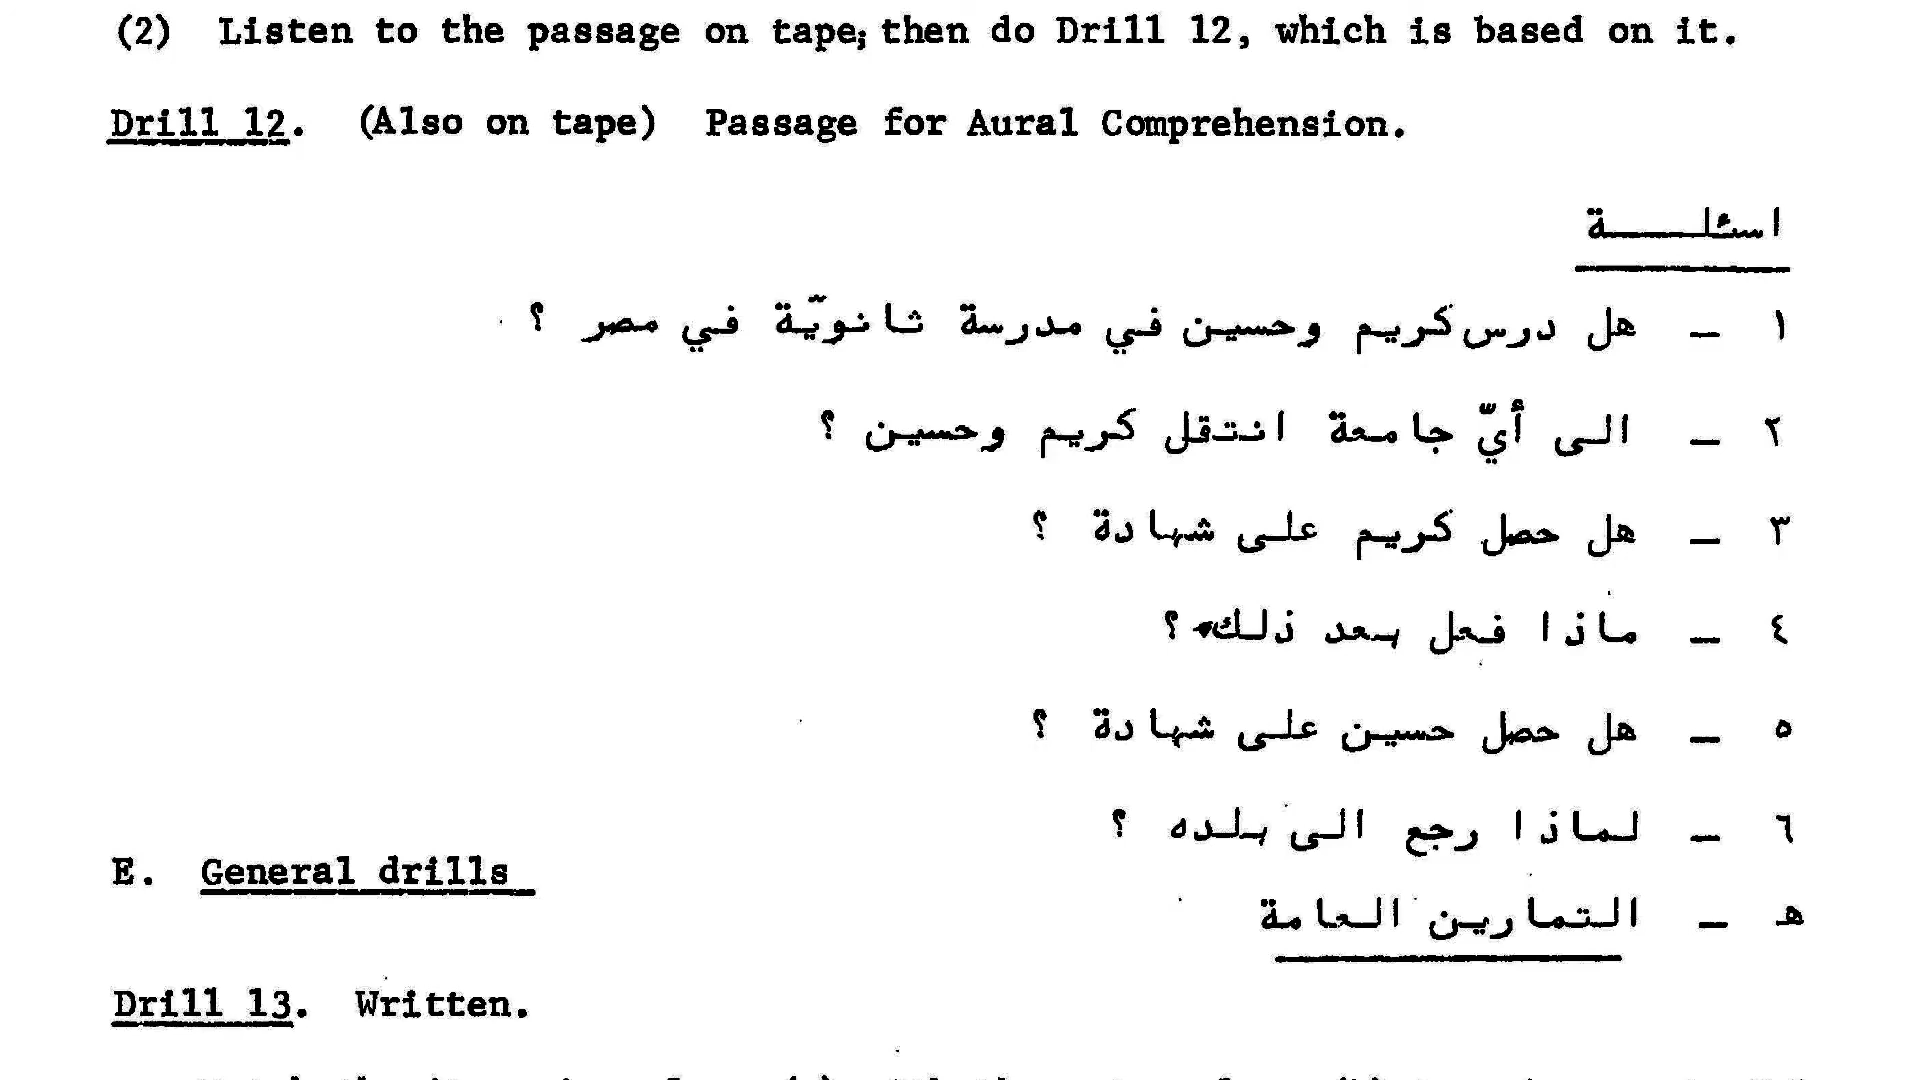 (2) Listen to the passage on tape; then do Drill 12, which is based on it.
Drill 12. (Also on tape) Passage for Aural Comprehension.
اسئلـــــة
١ – هل درس كريم وحسين في مدرسة ثانويّة في مصر ؟
٢ – الى أيّ جامعة انتقل كريم وحسين ؟
٣ – هل حصل كريم على شهادة ؟
٤ – ماذا فعل بعد ذلك ؟
٥ – هل حصل حسين على شهادة ؟
٦ – لماذا رجع الى بلده ؟
E. General drills
هـ – التمارين العامة
Drill 13. Written.